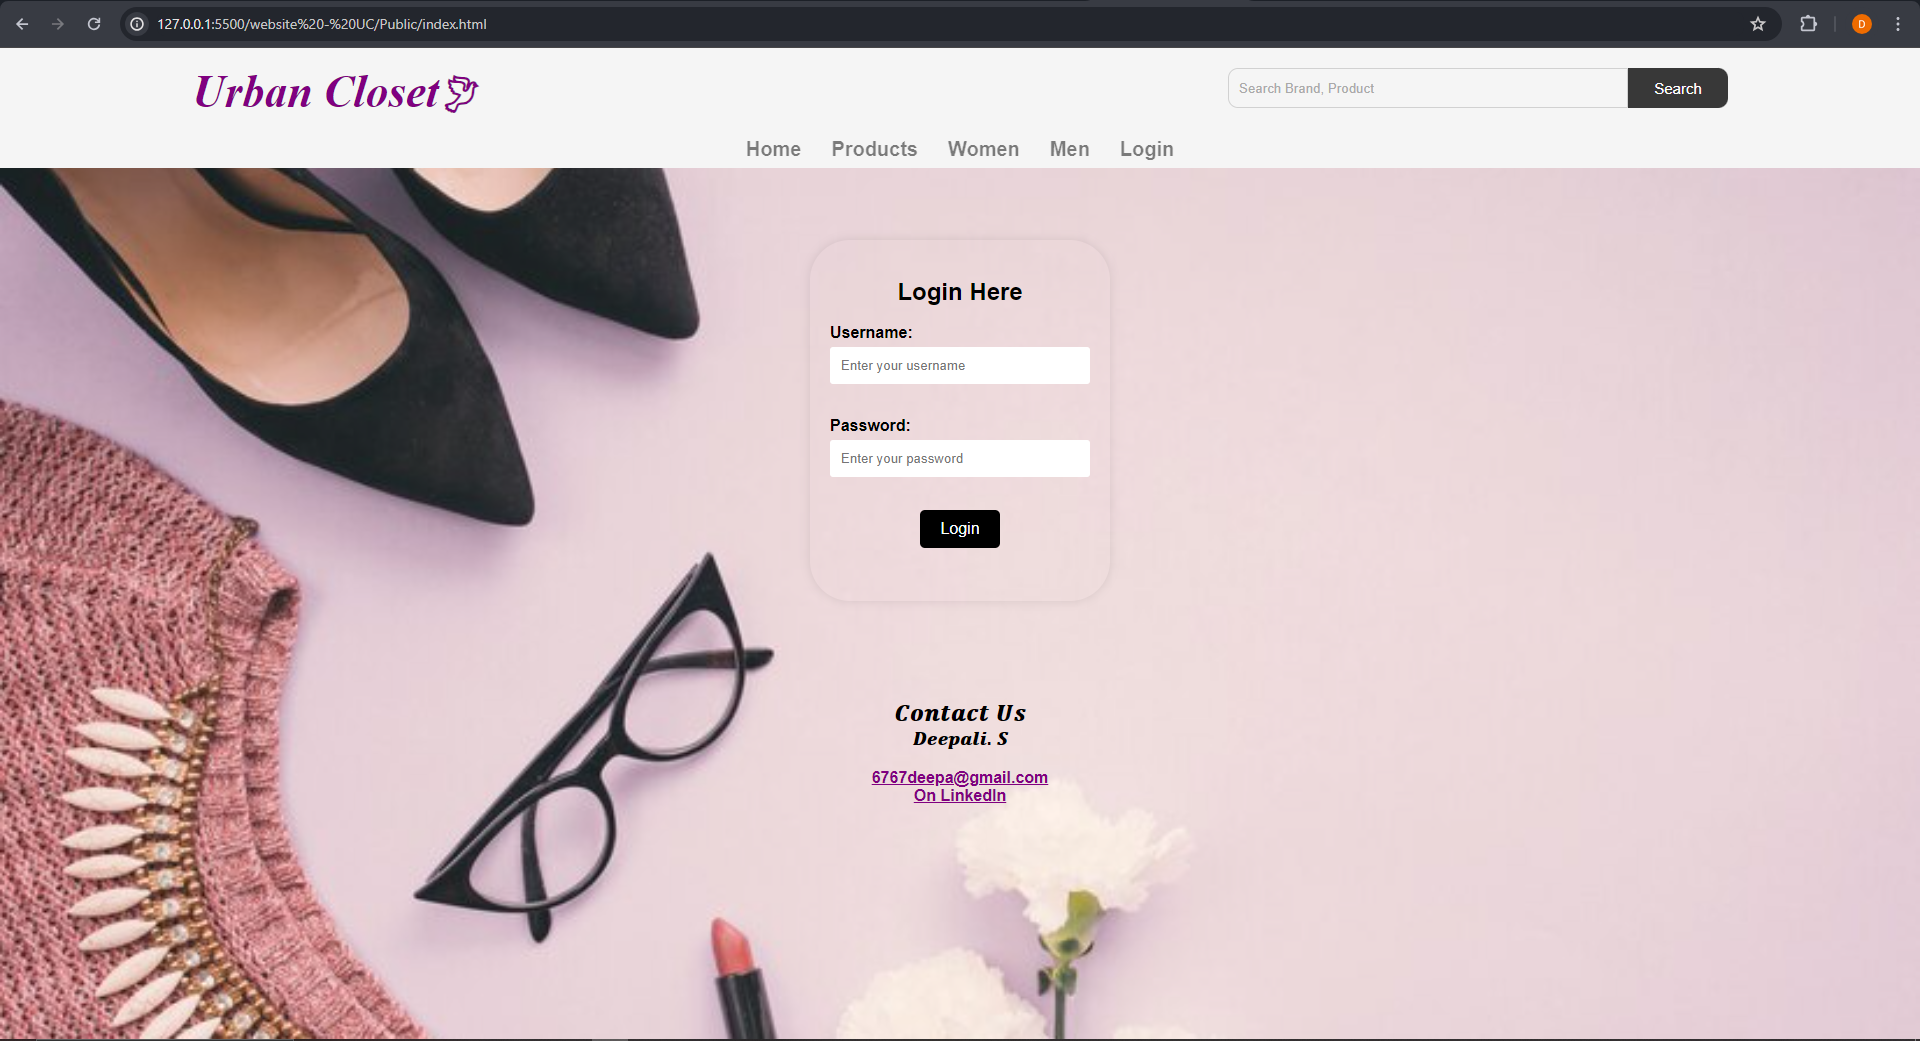 127.0.0.1:5500/website%20-%20UC/Public/index.html
D
Urban Closet
Search Brand, Product
Search
Home Products Women Men Login
Login Here
Username:
Enter your username
Password:
Enter your password
Login
Contact Us
Deepali. S
6767deepa@gmail.com
On LinkedIn